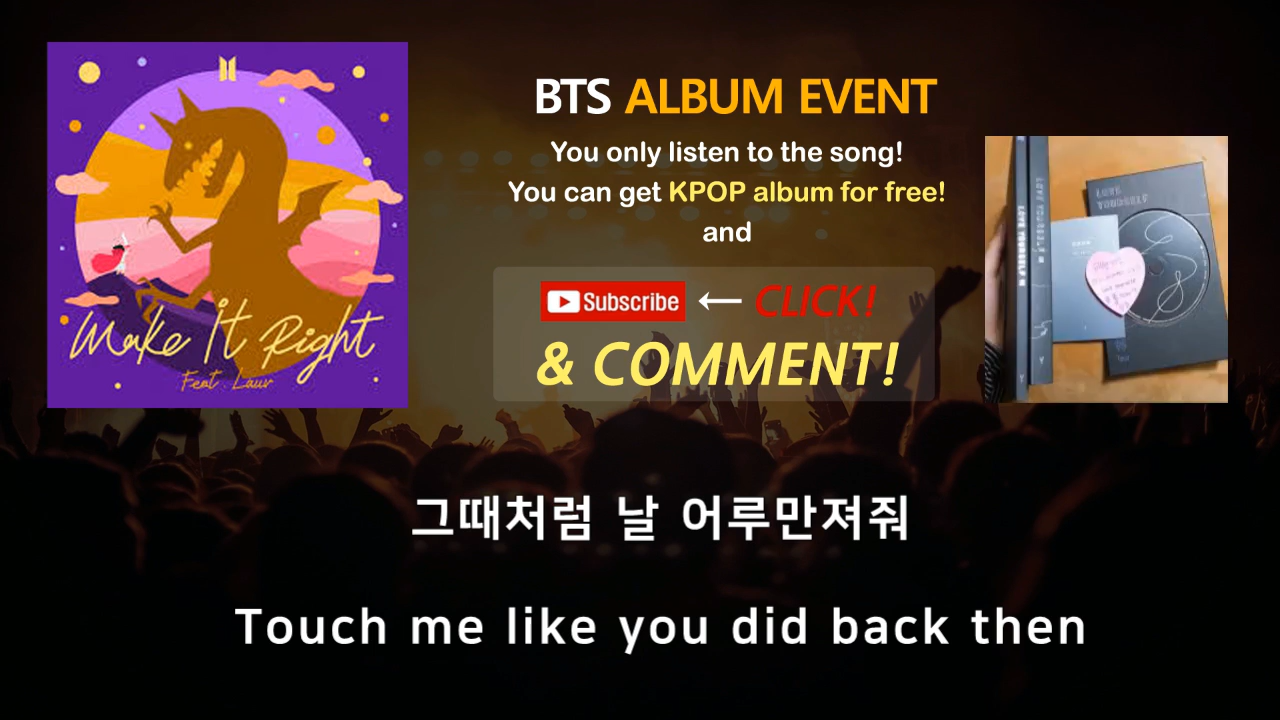 Make It Right
Feat. Lauv
BTS ALBUM EVENT
You only listen to the song!
You can get KPOP album for free!
and
Subscribe ← CLICK!
& COMMENT!
LOVE YOURSELF
그때처럼 날 어루만져줘
Touch me like you did back then